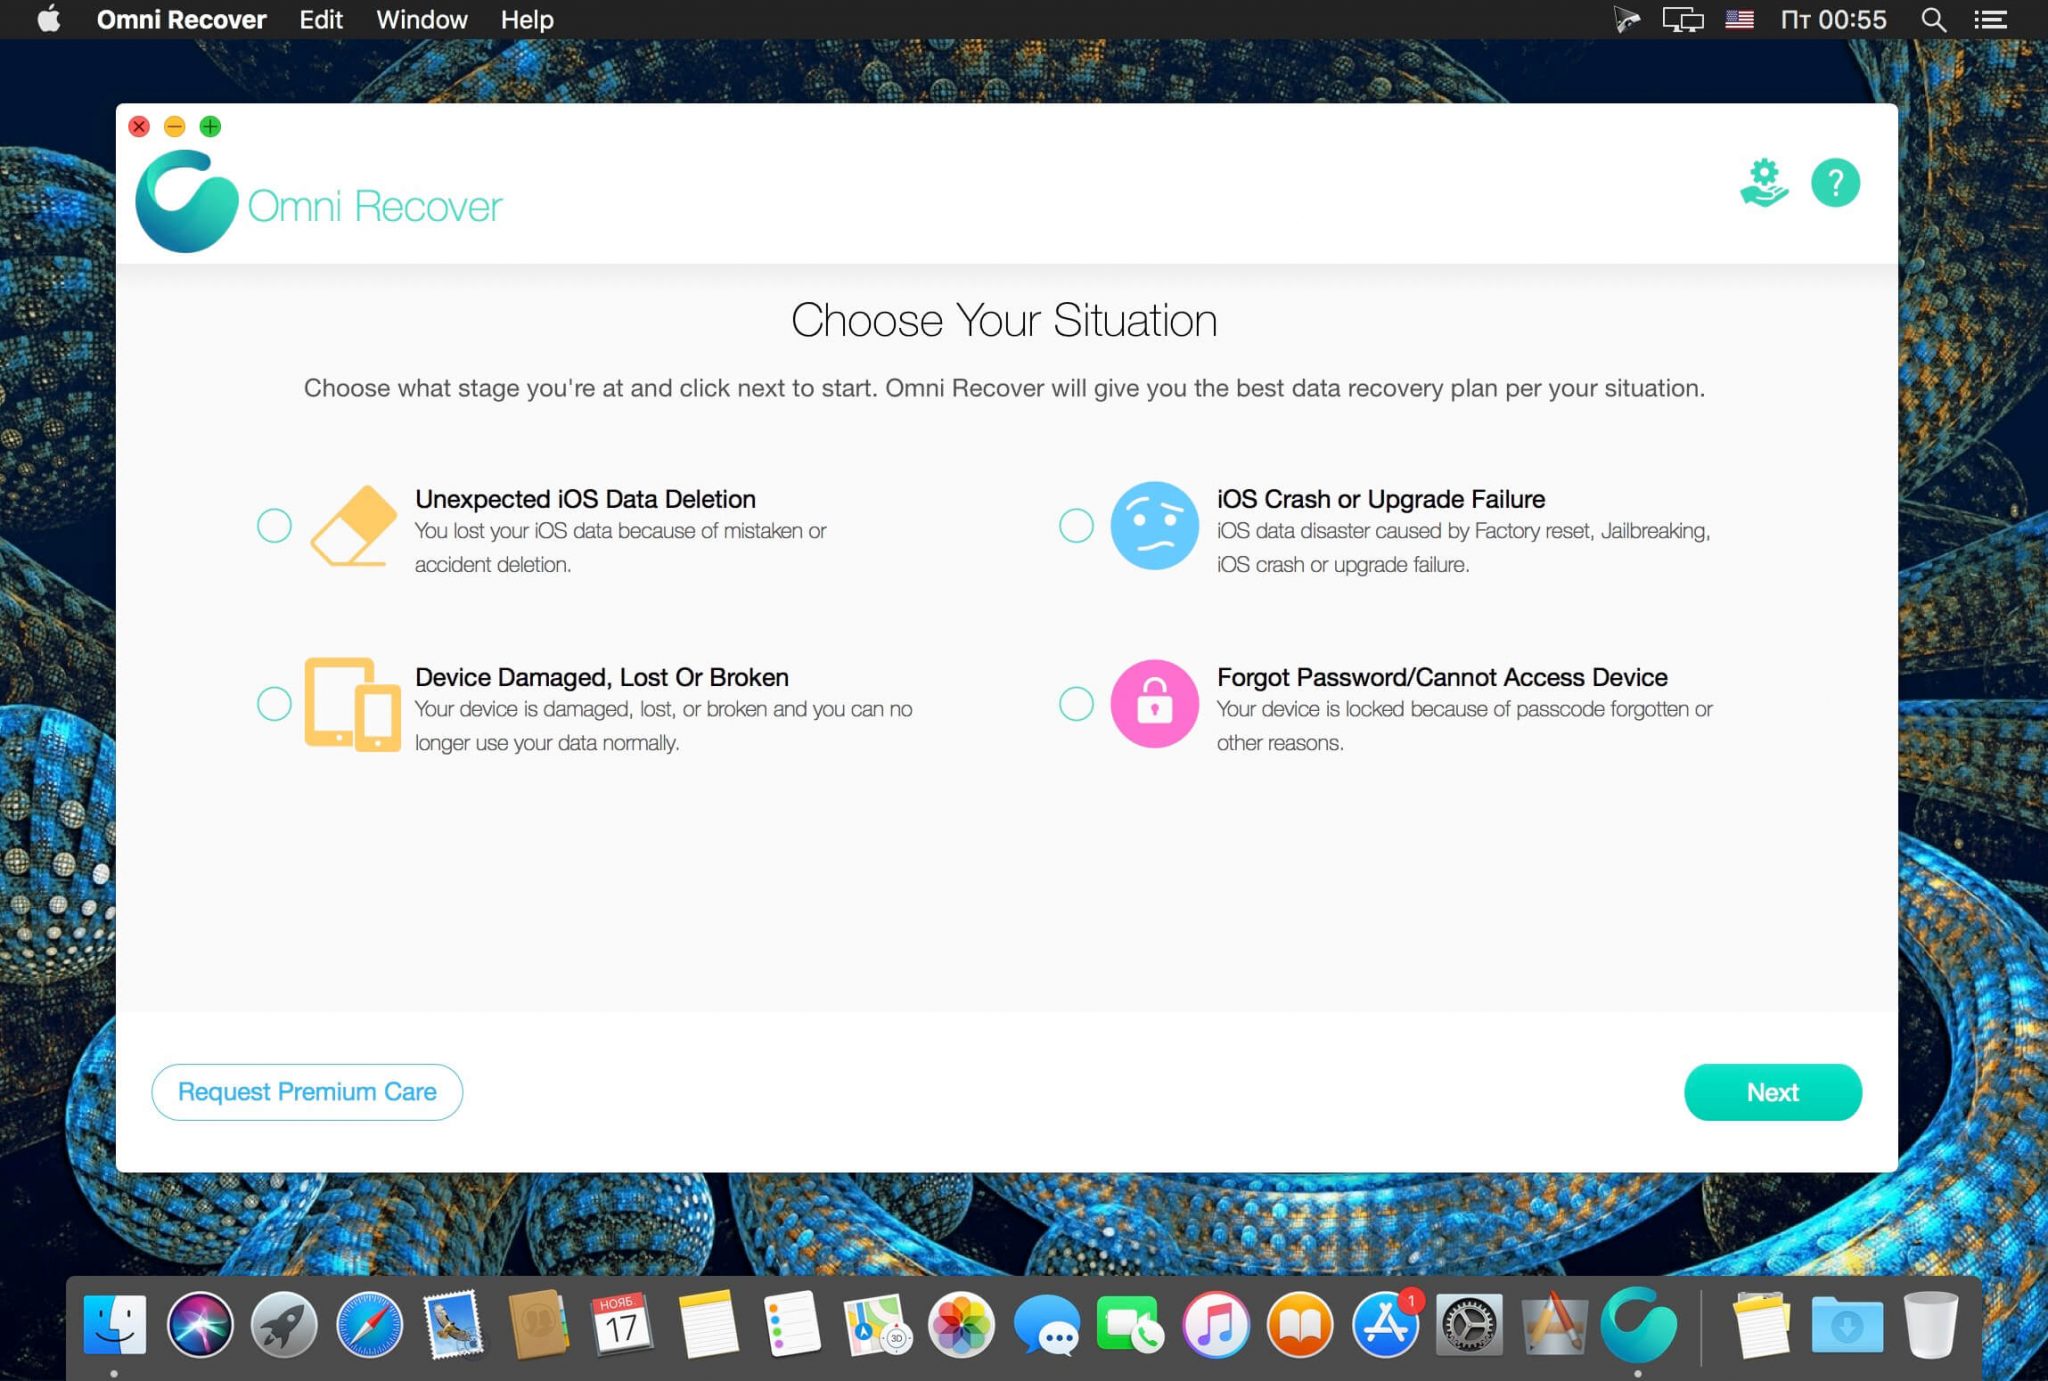 Omni Recover Edit Window Help Пт 00:55
Omni Recover
?
Choose Your Situation
Choose what stage you're at and click next to start. Omni Recover will give you the best data recovery plan per your situation.
Unexpected iOS Data Deletion
You lost your iOS data because of mistaken or
accident deletion.
iOS Crash or Upgrade Failure
iOS data disaster caused by Factory reset, Jailbreaking,
iOS crash or upgrade failure.
Device Damaged, Lost Or Broken
Your device is damaged, lost, or broken and you can no
longer use your data normally.
Forgot Password/Cannot Access Device
Your device is locked because of passcode forgotten or
other reasons.
Request Premium Care
Next
НОЯБ.
17
3D
1